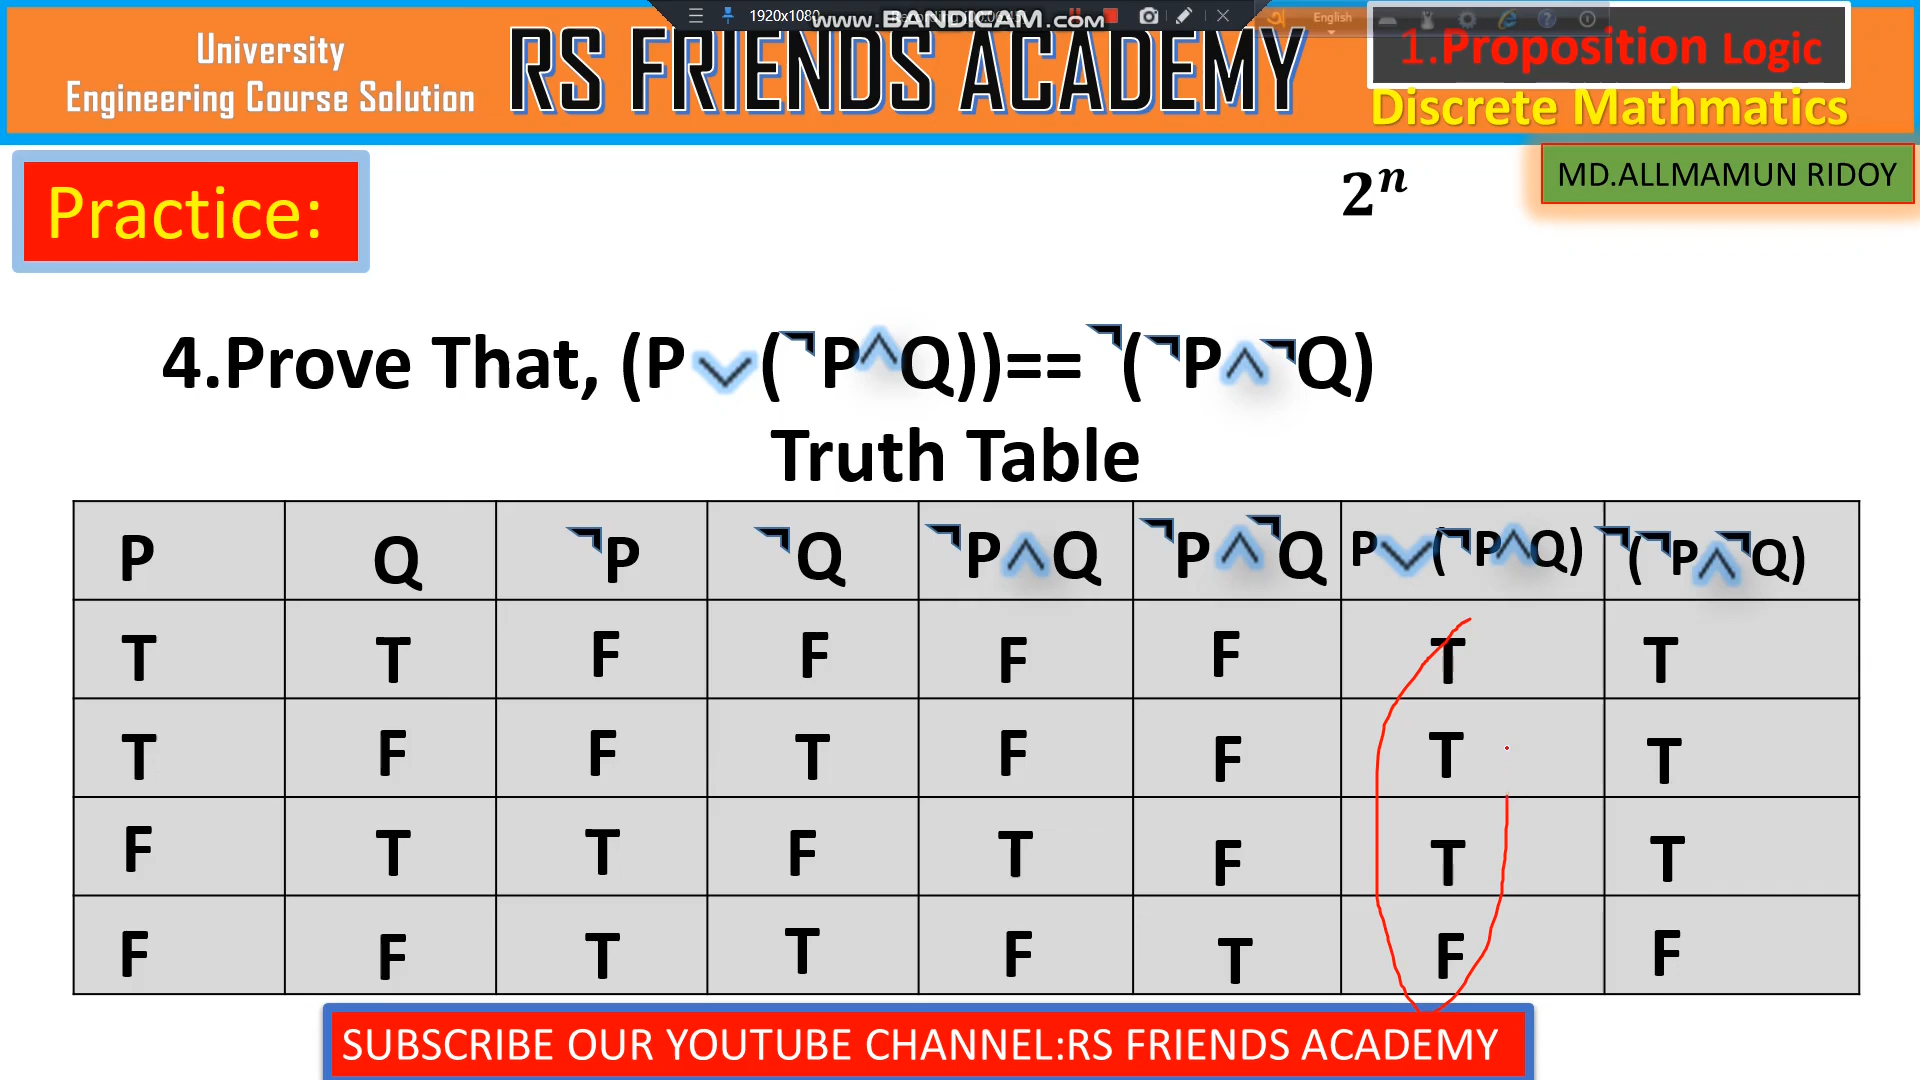 1920x1080
www.BANDICAM.com
English
University
Engineering Course Solution
RS FRIENDS ACADEMY
1.Proposition Logic
Discrete Mathmatics
MD.ALLMAMUN RIDOY
Practice:
2ⁿ
4.Prove That, (P∨(¬P∧Q))==¬(¬P∧¬Q)
Truth Table
P Q ¬P ¬Q ¬P∧Q ¬P∧¬Q P∨(¬P∧Q) ¬(¬P∧¬Q)
T T F F F F T T
T F F T F F T T
F T T F T F T T
F F T T F T F F
SUBSCRIBE OUR YOUTUBE CHANNEL:RS FRIENDS ACADEMY